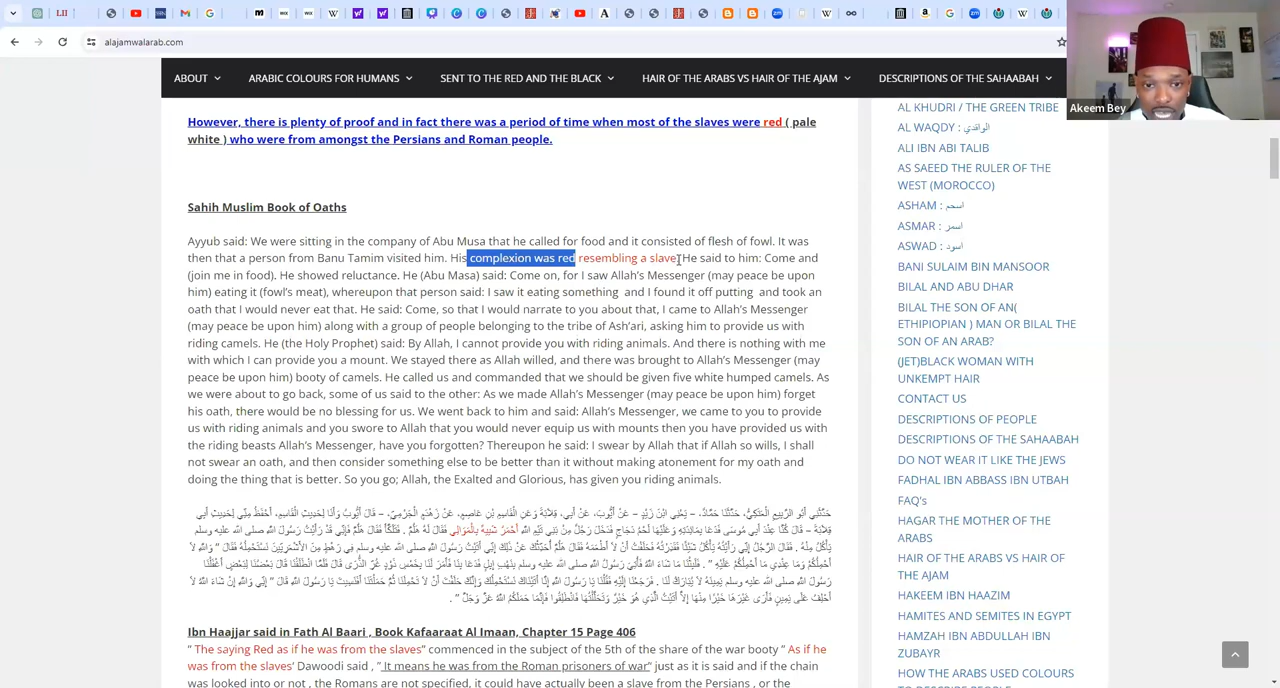 alajamwalarab.com
ABOUT ARABIC COLOURS FOR HUMANS SENT TO THE RED AND THE BLACK HAIR OF THE ARABS VS HAIR OF THE AJAM DESCRIPTIONS OF THE SAHAABAH
Akeem Bey
However, there is plenty of proof and in fact there was a period of time when most of the slaves were red ( pale
white ) who were from amongst the Persians and Roman people.
Sahih Muslim Book of Oaths
Ayyub said: We were sitting in the company of Abu Musa that he called for food and it consisted of flesh of fowl. It was
then that a person from Banu Tamim visited him. His complexion was red resembling a slave. He said to him: Come and
(join me in food). He showed reluctance. He (Abu Masa) said: Come on, for I saw Allah's Messenger (may peace be upon
him) eating it (fowl's meat), whereupon that person said: I saw it eating something and I found it off putting and took an
oath that I would never eat that. He said: Come, so that I would narrate to you about that, I came to Allah's Messenger
(may peace be upon him) along with a group of people belonging to the tribe of Ash'ari, asking him to provide us with
riding camels. He (the Holy Prophet) said: By Allah, I cannot provide you with riding animals. And there is nothing with me
with which I can provide you a mount. We stayed there as Allah willed, and there was brought to Allah's Messenger (may
peace be upon him) booty of camels. He called us and commanded that we should be given five white humped camels. As
we were about to go back, some of us said to the other: As we made Allah's Messenger (may peace be upon him) forget
his oath, there would be no blessing for us. We went back to him and said: Allah's Messenger, we came to you to provide
us with riding animals and you swore to Allah that you would never equip us with mounts then you have provided us with
the riding beasts Allah's Messenger, have you forgotten? Thereupon he said: I swear by Allah that if Allah so wills, I shall
not swear an oath, and then consider something else to be better than it without making atonement for my oath and
doing the thing that is better. So you go; Allah, the Exalted and Glorious, has given you riding animals.
Ibn Haajjar said in Fath Al Baari , Book Kafaaraat Al Imaan, Chapter 15 Page 406
" The saying Red as if he was from the slaves" commenced in the subject of the 5th of the share of the war booty " As if he
was from the slaves' Dawoodi said , " It means he was from the Roman prisoners of war" just as it is said and if the chain
was looked into or not , the Romans are not specified, it could have actually been a slave from the Persians , or the
AL KHUDRI / THE GREEN TRIBE
AL WAQDY : الواقدي
ALI IBN ABI TALIB
AS SAEED THE RULER OF THE
WEST (MOROCCO)
ASHAM : اسحم
ASMAR : اسمر
ASWAD : اسود
BANI SULAIM BIN MANSOOR
BILAL AND ABU DHAR
BILAL THE SON OF AN(
ETHIPIOPIAN ) MAN OR BILAL THE
SON OF AN ARAB?
(JET)BLACK WOMAN WITH
UNKEMPT HAIR
CONTACT US
DESCRIPTIONS OF PEOPLE
DESCRIPTIONS OF THE SAHAABAH
DO NOT WEAR IT LIKE THE JEWS
FADHAL IBN ABBASS IBN UTBAH
FAQ's
HAGAR THE MOTHER OF THE
ARABS
HAIR OF THE ARABS VS HAIR OF
THE AJAM
HAKEEM IBN HAAZIM
HAMITES AND SEMITES IN EGYPT
HAMZAH IBN ABDULLAH IBN
ZUBAYR
HOW THE ARABS USED COLOURS